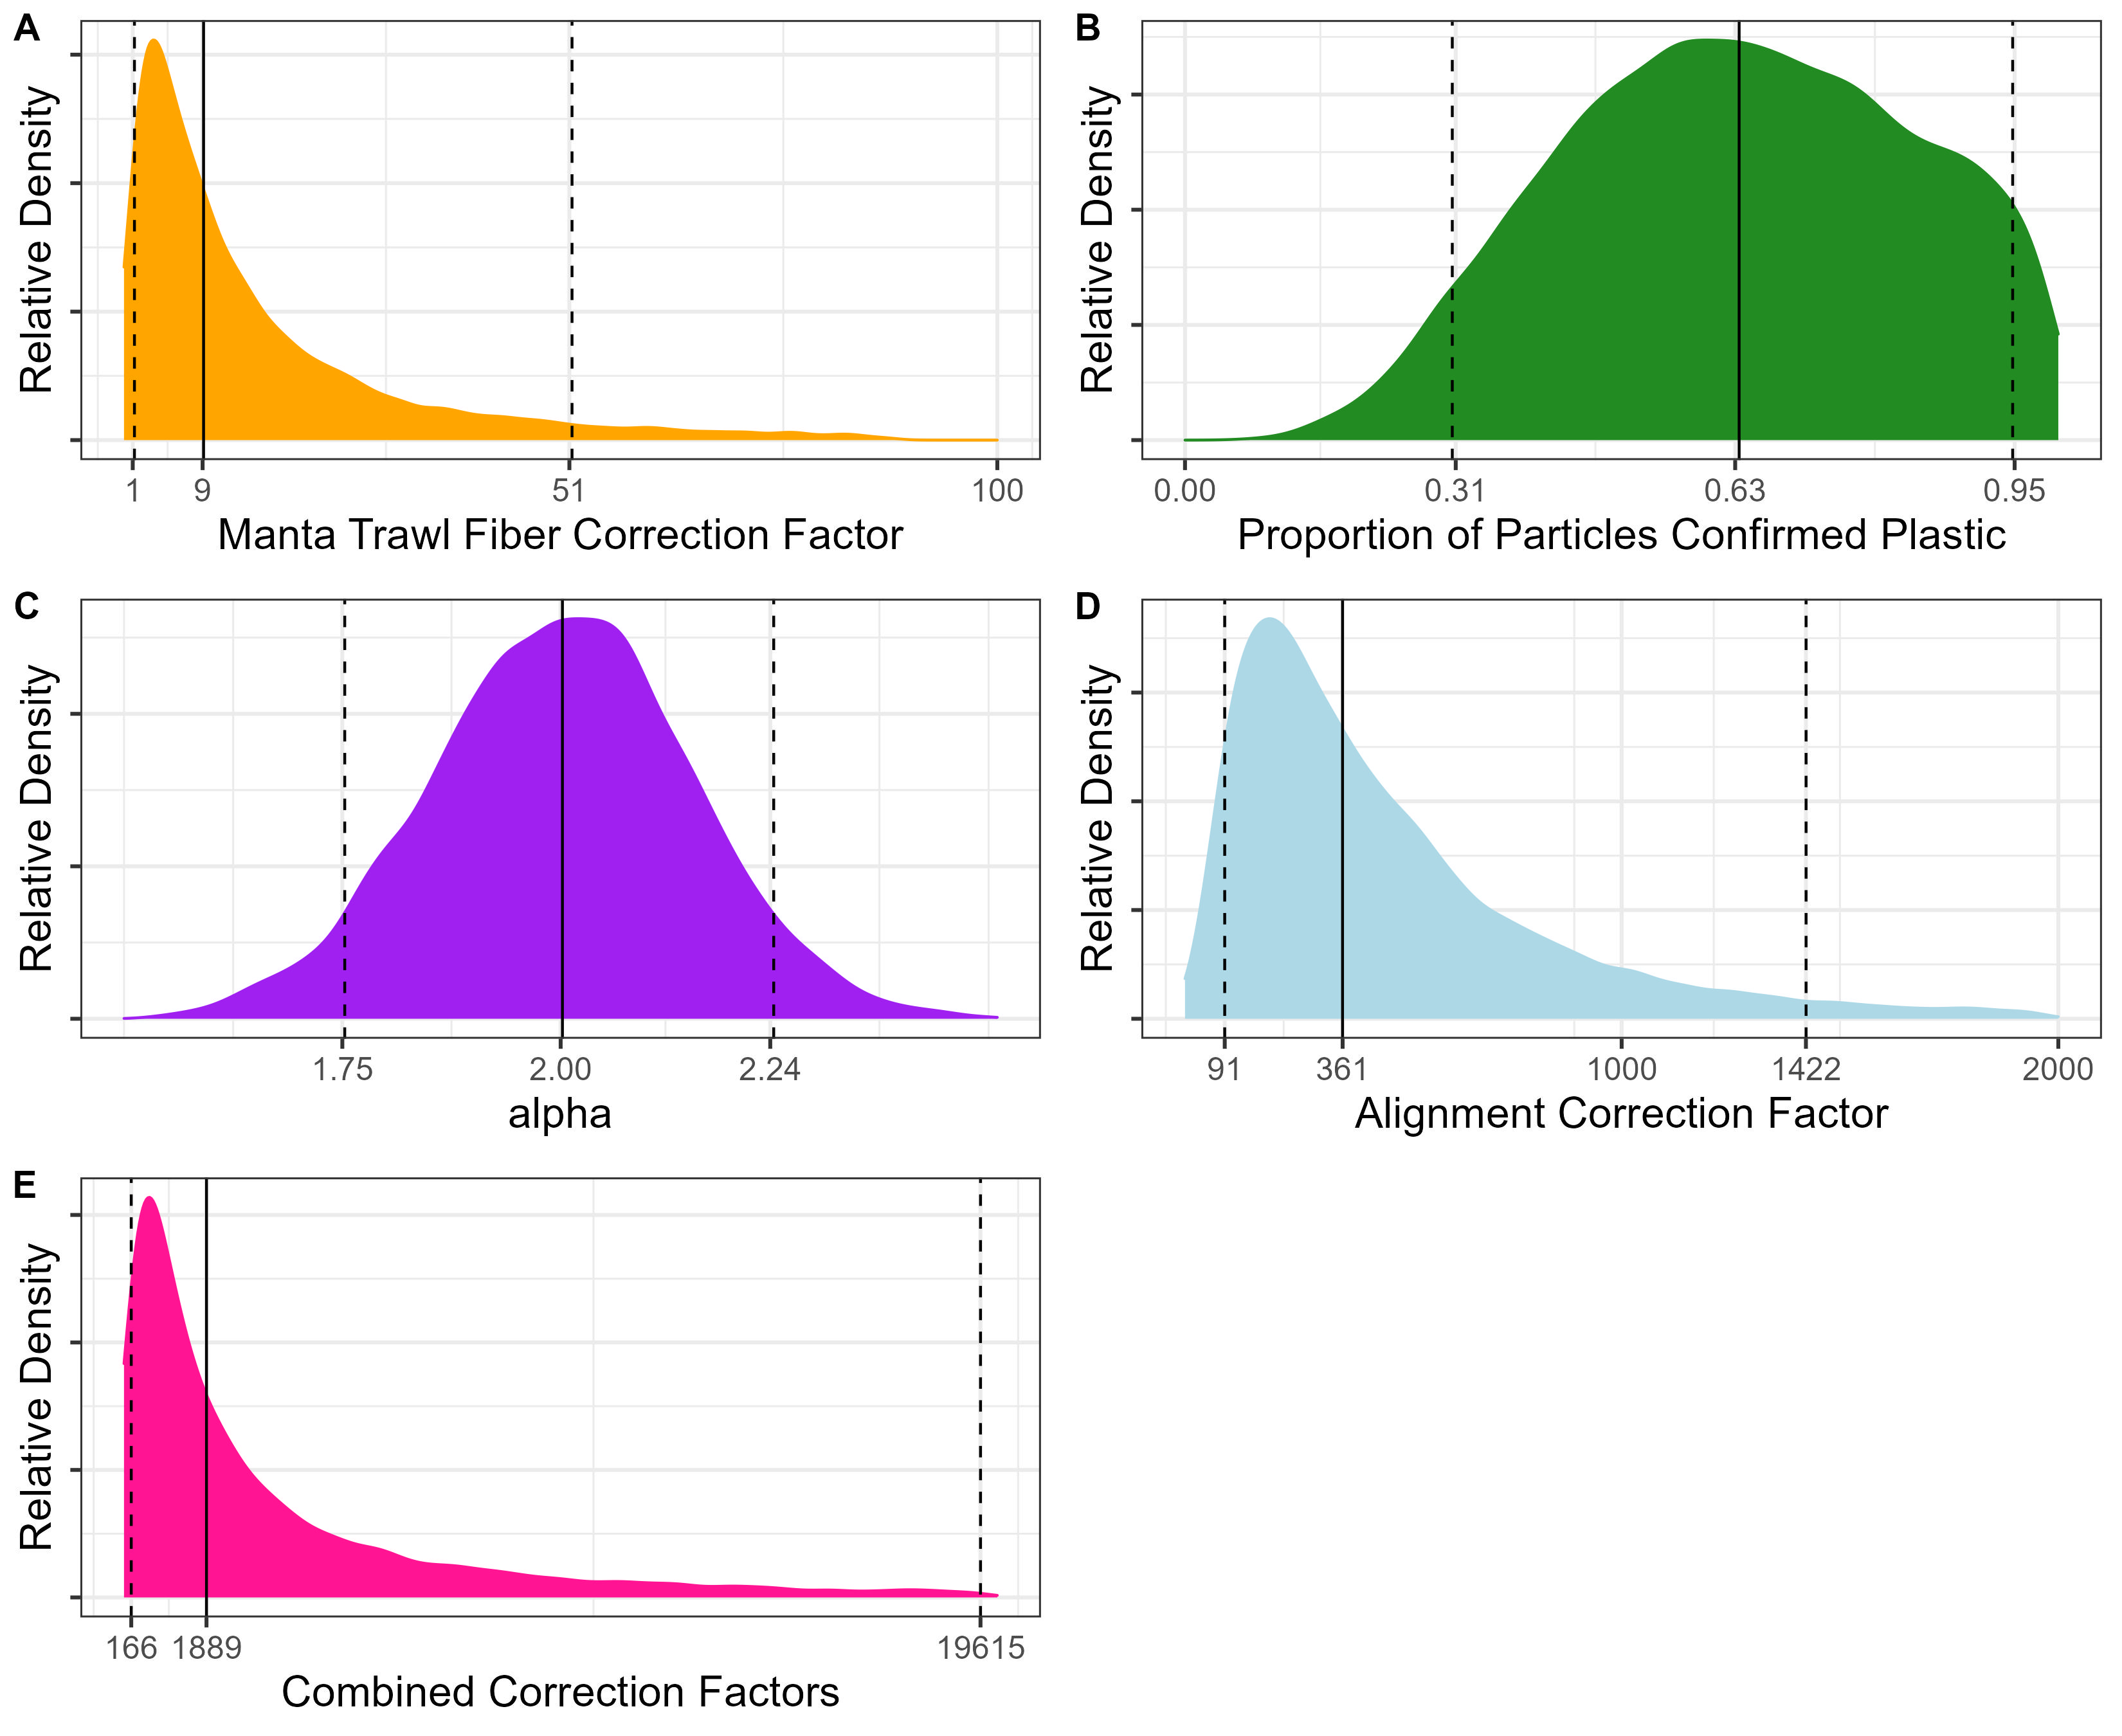 A
Relative Density
1 9 51 100
Manta Trawl Fiber Correction Factor
B
Relative Density
0.00 0.31 0.63 0.95
Proportion of Particles Confirmed Plastic
C
Relative Density
1.75 2.00 2.24
alpha
D
Relative Density
91 361 1000 1422 2000
Alignment Correction Factor
E
Relative Density
166 1889 19615
Combined Correction Factors